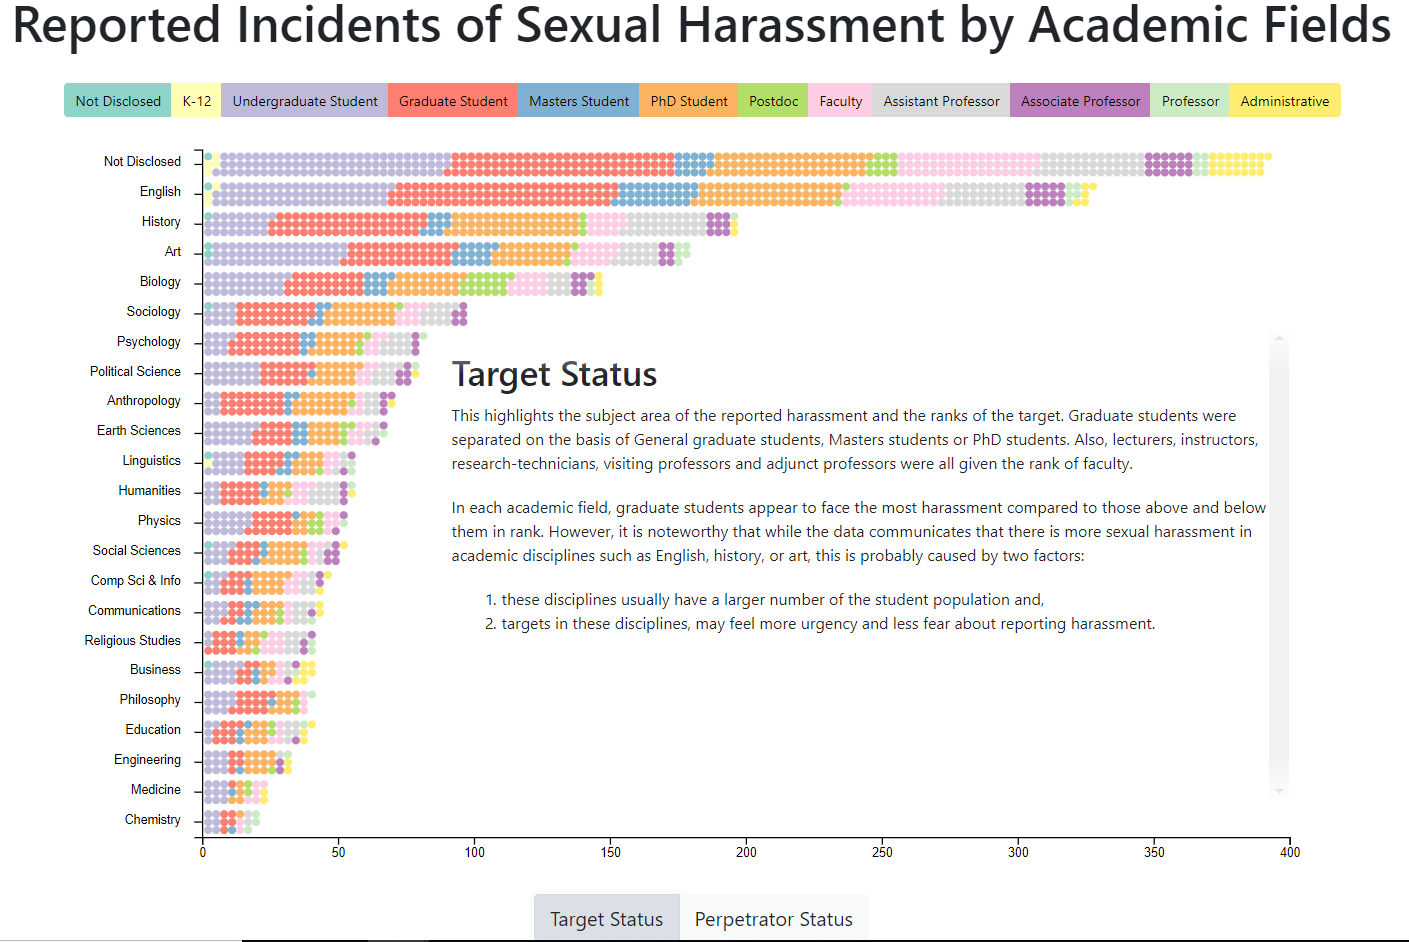 Reported Incidents of Sexual Harassment by Academic Fields
Not Disclosed K-12 Undergraduate Student Graduate Student Masters Student PhD Student Postdoc Faculty Assistant Professor Associate Professor Professor Administrative
Not Disclosed
English
History
Art
Biology
Sociology
Psychology
Political Science
Anthropology
Earth Sciences
Linguistics
Humanities
Physics
Social Sciences
Comp Sci & Info
Communications
Religious Studies
Business
Philosophy
Education
Engineering
Medicine
Chemistry
Target Status
This highlights the subject area of the reported harassment and the ranks of the target. Graduate students were
separated on the basis of General graduate students, Masters students or PhD students. Also, lecturers, instructors,
research-technicians, visiting professors and adjunct professors were all given the rank of faculty.
In each academic field, graduate students appear to face the most harassment compared to those above and below
them in rank. However, it is noteworthy that while the data communicates that there is more sexual harassment in
academic disciplines such as English, history, or art, this is probably caused by two factors:
1. these disciplines usually have a larger number of the student population and,
2. targets in these disciplines, may feel more urgency and less fear about reporting harassment.
0 50 100 150 200 250 300 350 400
Target Status Perpetrator Status